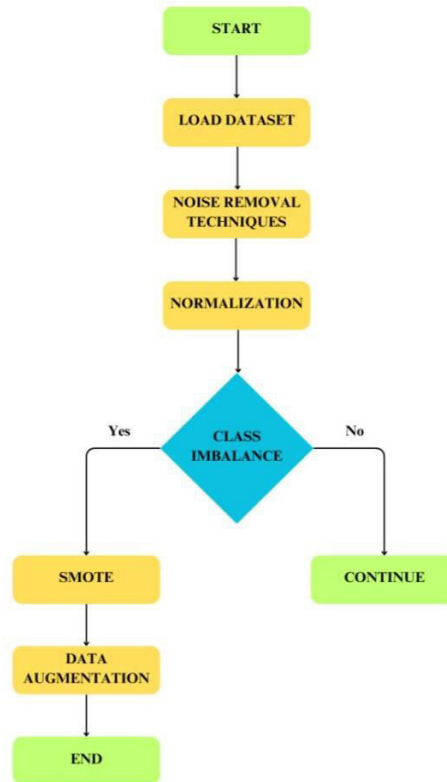 START
LOAD DATASET
NOISE REMOVAL
TECHNIQUES
NORMALIZATION
Yes
CLASS
IMBALANCE
No
SMOTE
CONTINUE
DATA
AUGMENTATION
END